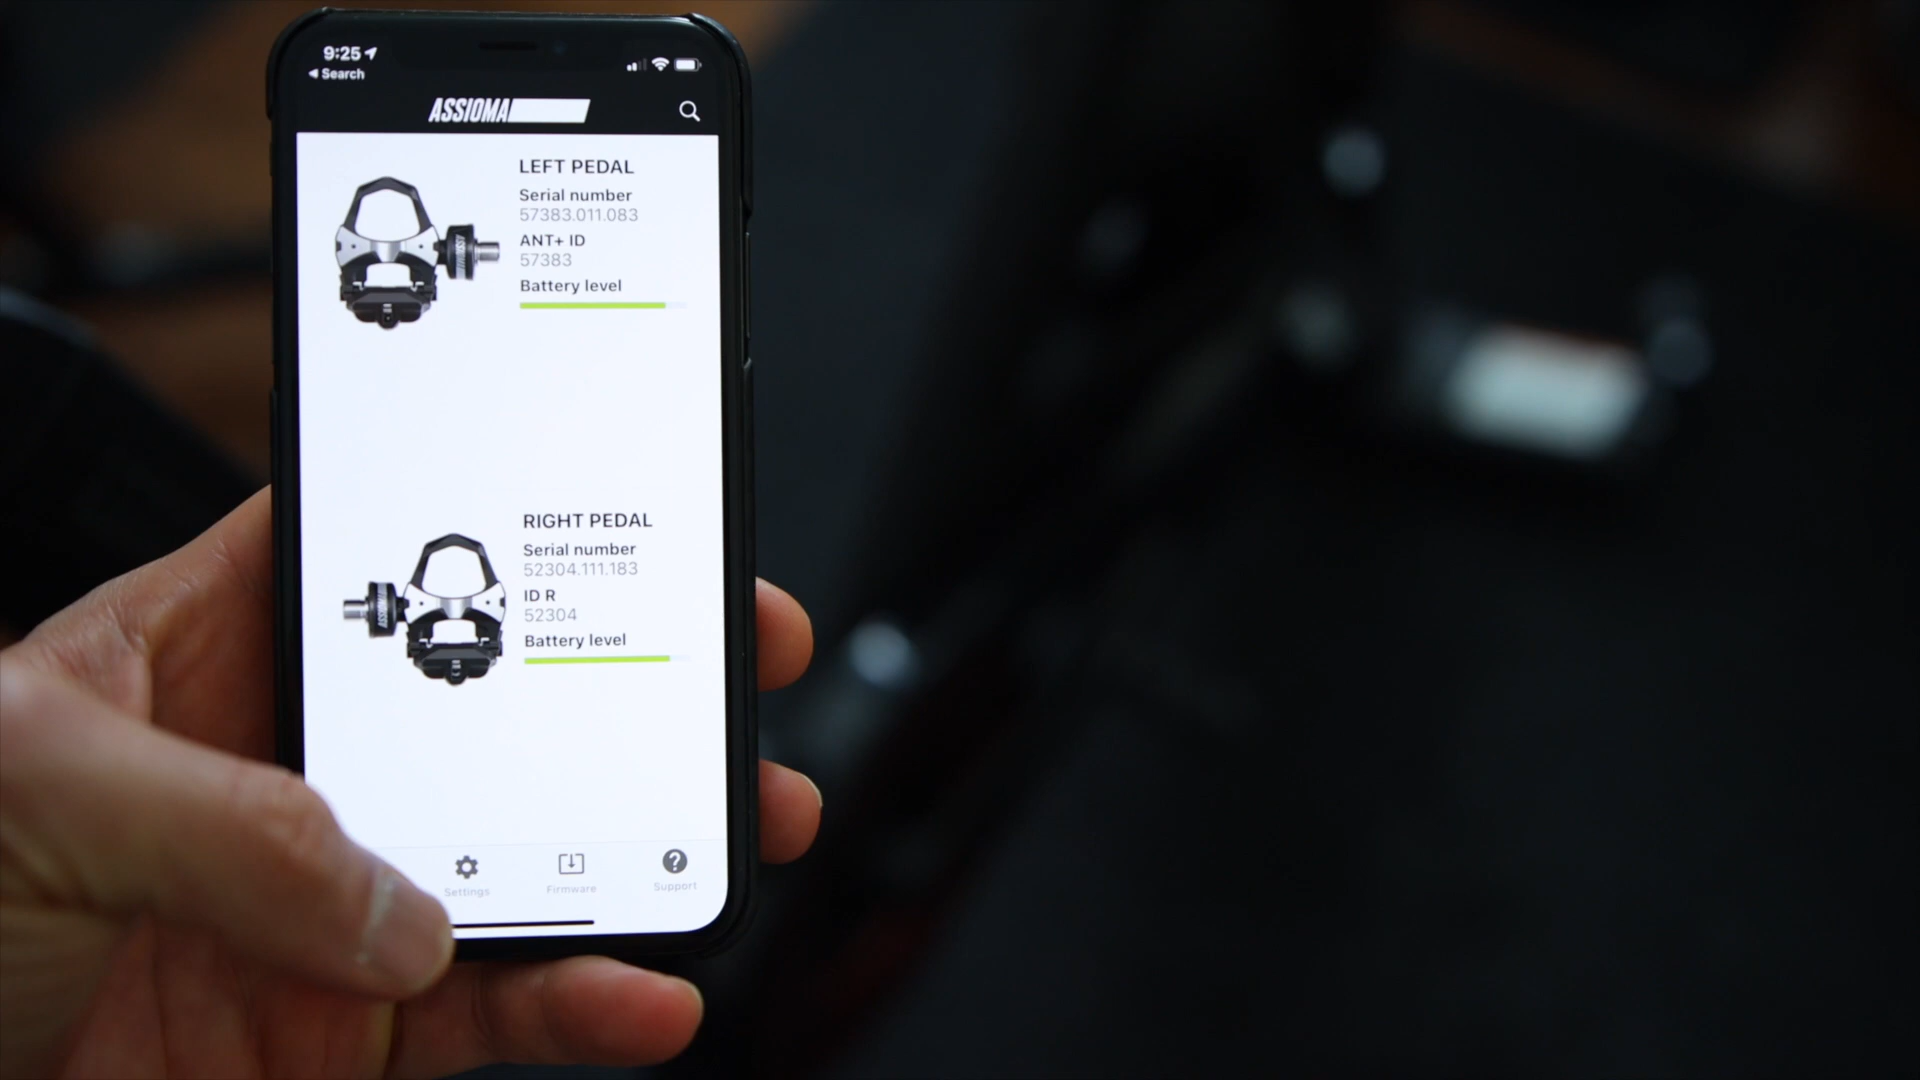 9:25
Search
ASSIOMA
LEFT PEDAL
Serial number
57383.011.083
ANT+ ID
57383
Battery level
RIGHT PEDAL
Serial number
52304.111.183
ID R
52304
Battery level
Settings
Firmware
Support